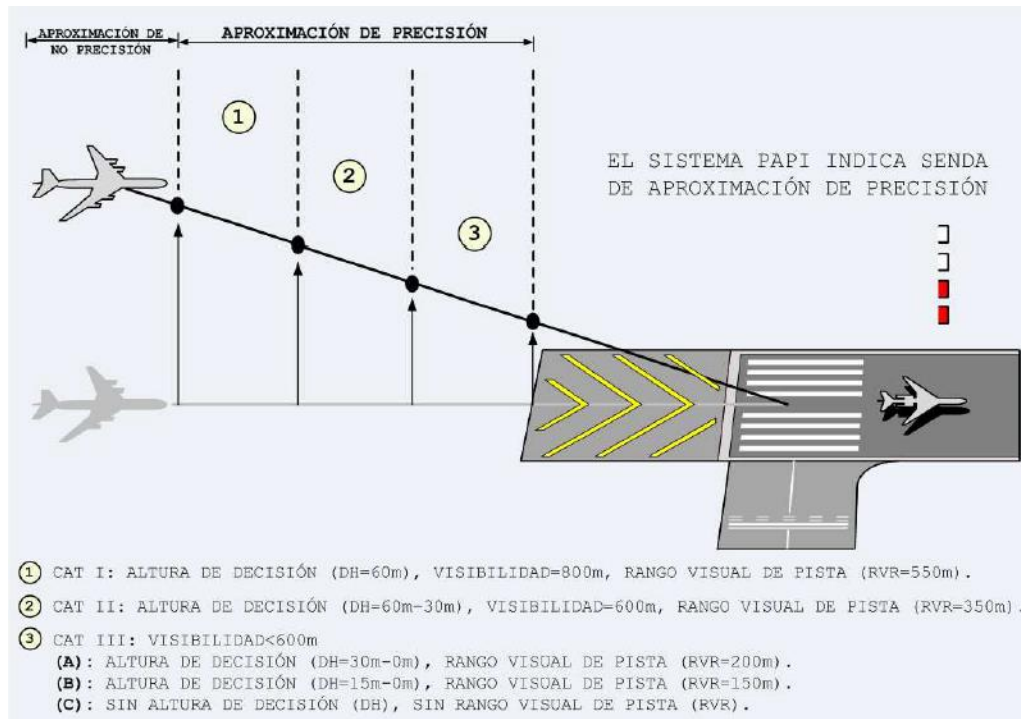 APROXIMACIÓN DE
NO PRECISIÓN
APROXIMACIÓN DE PRECISIÓN
1
2
3
EL SISTEMA PAPI INDICA SENDA
DE APROXIMACIÓN DE PRECISIÓN
1 CAT I: ALTURA DE DECISIÓN (DH=60m), VISIBILIDAD=800m, RANGO VISUAL DE PISTA (RVR=550m).
2 CAT II: ALTURA DE DECISIÓN (DH=60m-30m), VISIBILIDAD=600m, RANGO VISUAL DE PISTA (RVR=350m).
3 CAT III: VISIBILIDAD<600m
(A): ALTURA DE DECISIÓN (DH=30m-0m), RANGO VISUAL DE PISTA (RVR=200m).
(B): ALTURA DE DECISIÓN (DH=15m-0m), RANGO VISUAL DE PISTA (RVR=150m).
(C): SIN ALTURA DE DECISIÓN (DH), SIN RANGO VISUAL DE PISTA (RVR).